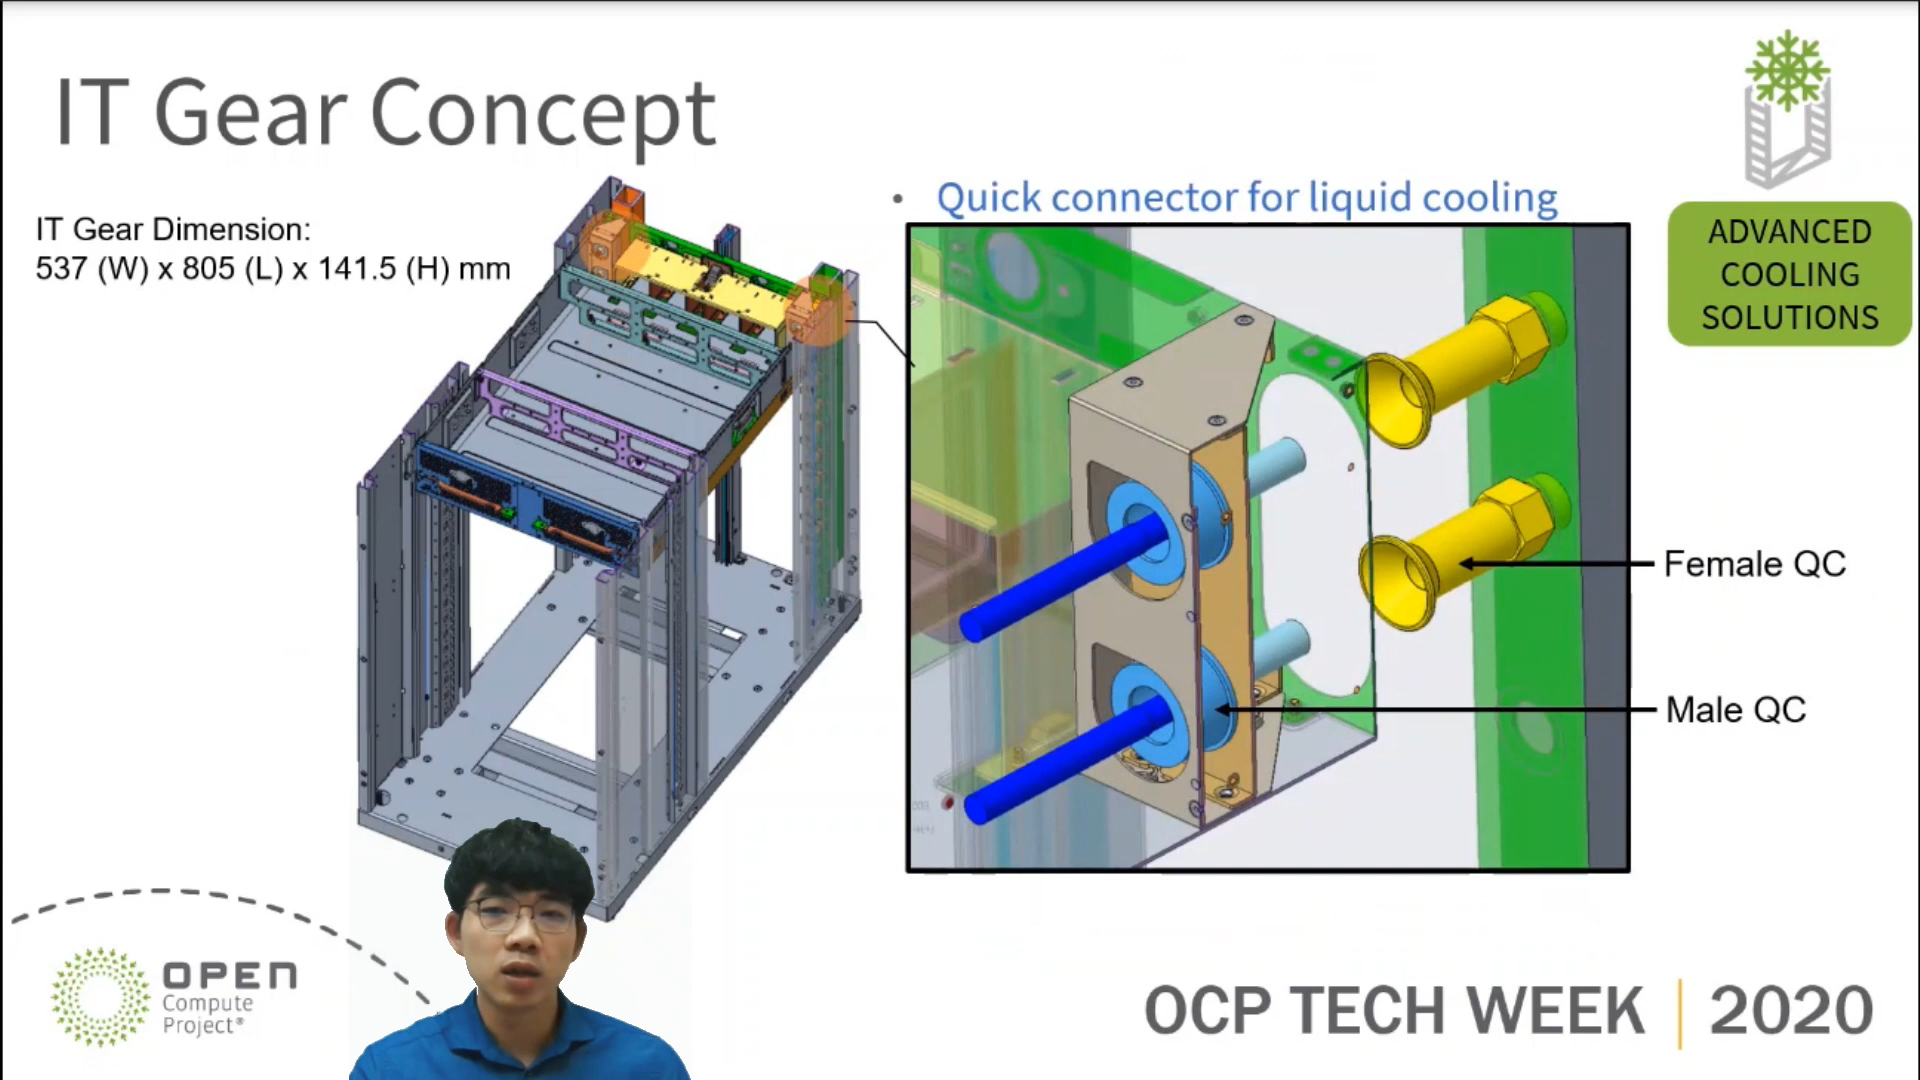 IT Gear Concept
IT Gear Dimension:
537 (W) x 805 (L) x 141.5 (H) mm
• Quick connector for liquid cooling
ADVANCED
COOLING
SOLUTIONS
Female QC
Male QC
OPEN
Compute
Project®
OCP TECH WEEK | 2020